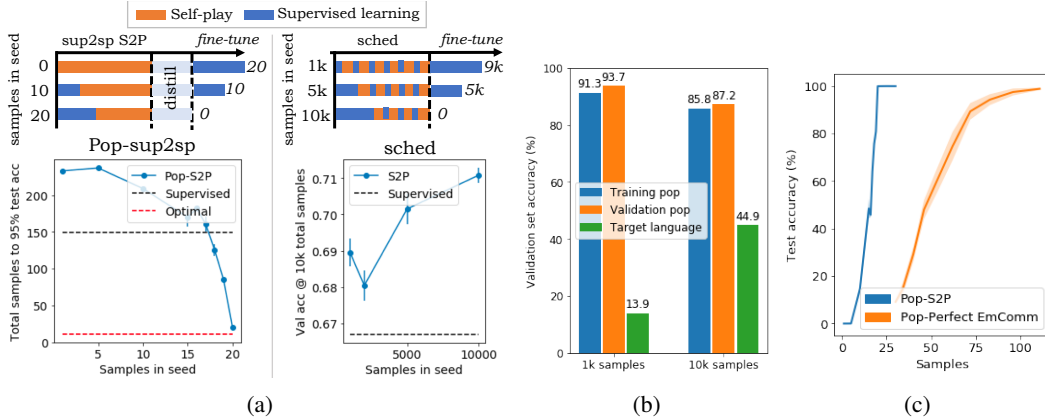 Self-play
Supervised learning
sup2sp S2P
fine-tune
samples in seed
0
20
10
10
20
0
distill
sched
fine-tune
samples in seed
1k
9k
5k
5k
10k
0
Pop-sup2sp
Total samples to 95% test acc
200
150
100
50
0
Pop-S2P
Supervised
Optimal
5
10
15
20
Samples in seed
sched
Val acc @ 10k total samples
0.71
0.70
0.69
0.68
0.67
S2P
Supervised
5000
10000
Samples in seed
(a)
Validation set accuracy (%)
100
80
60
40
20
0
91.3
93.7
13.9
85.8
87.2
44.9
Training pop
Validation pop
Target language
1k samples
10k samples
(b)
Test accuracy (%)
100
80
60
40
20
0
Pop-S2P
Pop-Perfect EmComm
0
25
50
75
100
Samples
(c)